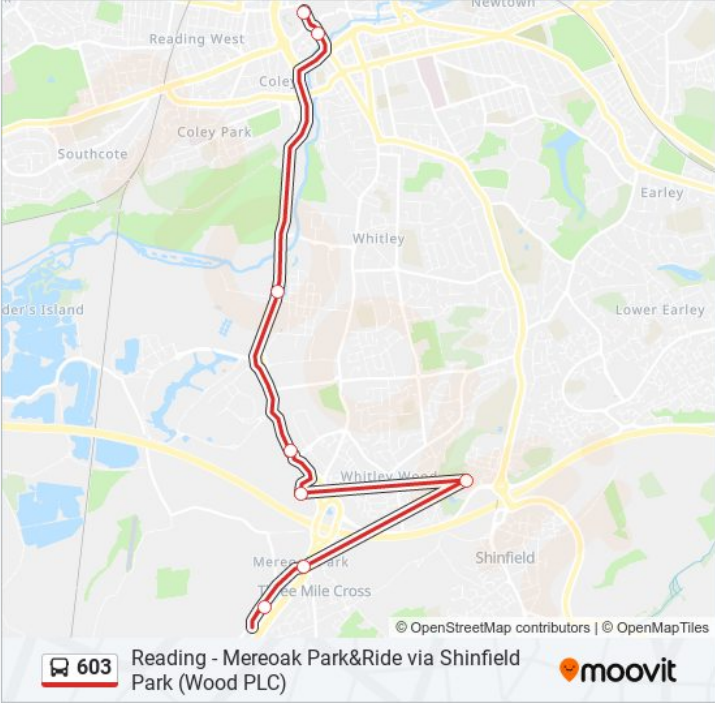 Newtown
Reading West
Coley
Coley Park
Southcote
Earley
Whitley
der's Island
Lower Earley
Whitley Wood
Shinfield
Mereoak Park
Three Mile Cross
© OpenStreetMap contributors | © OpenMapTiles
603
Reading - Mereoak Park&Ride via Shinfield
Park (Wood PLC)
moovit